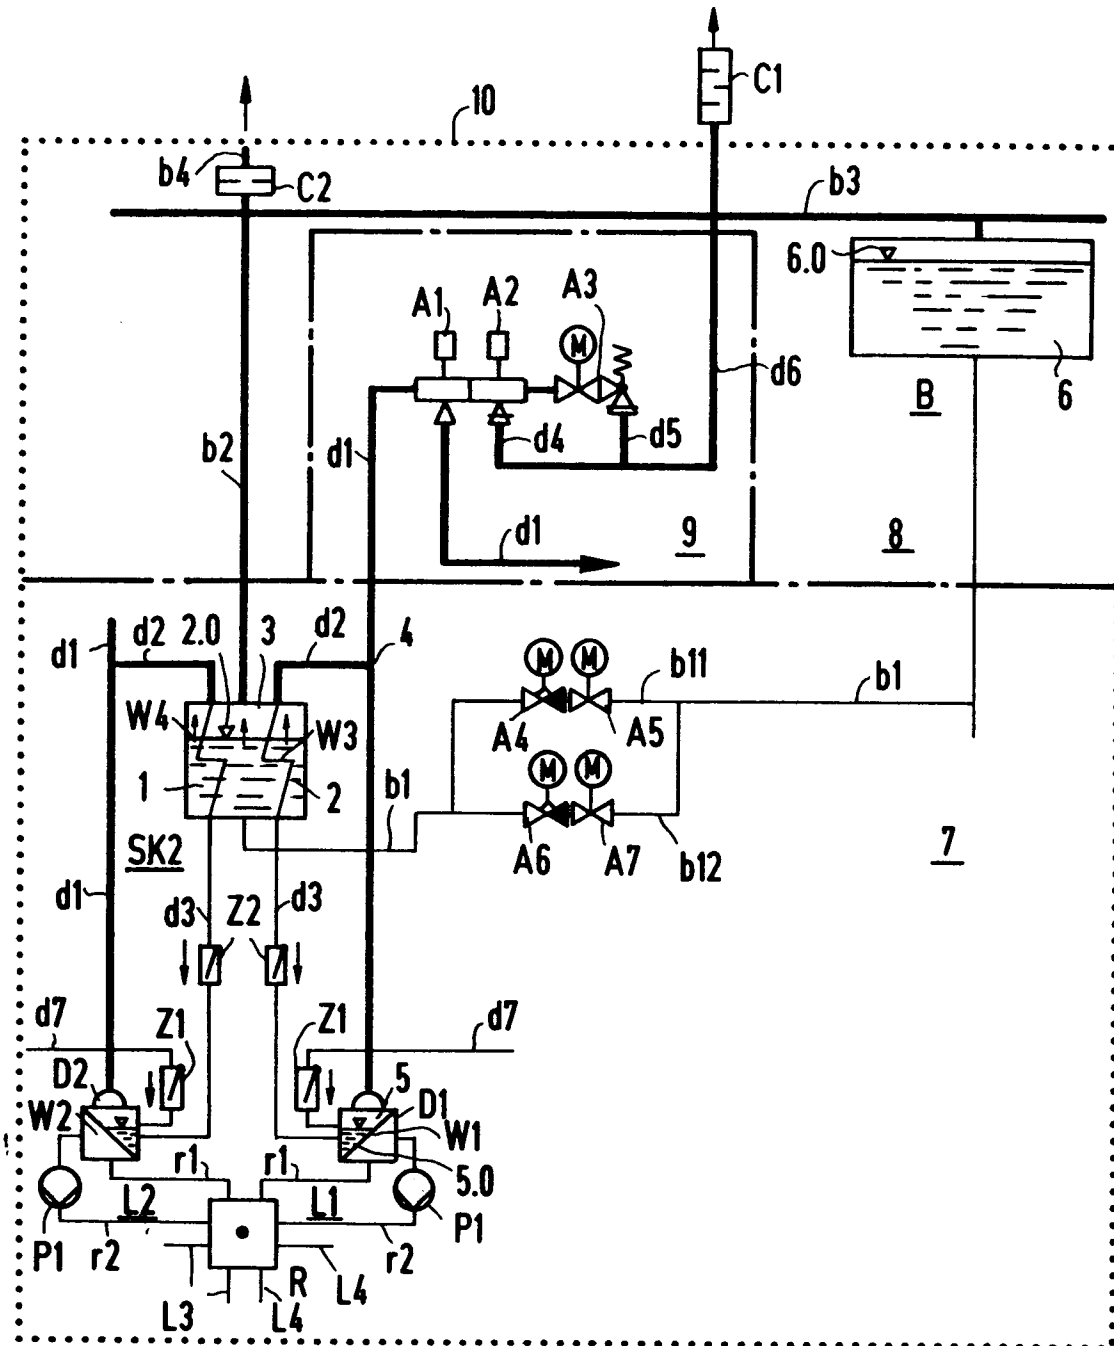 C1
10
b4
C2
b3
6.0
A1
A2
A3
M
d6
6
B
d4
d5
b2
d1
d1
9
8
d1
d2
2.0
3
d2
4
M
M
b11
b1
W4
W3
A4
A5
1
2
b1
M
M
SK2
A6
A7
b12
7
d1
d3
Z2
d3
d7
Z1
Z1
d7
D2
5
D1
W2
W1
r1
r1
5.0
L2
L1
P1
r2
r2
P1
R
L3
L4
L4